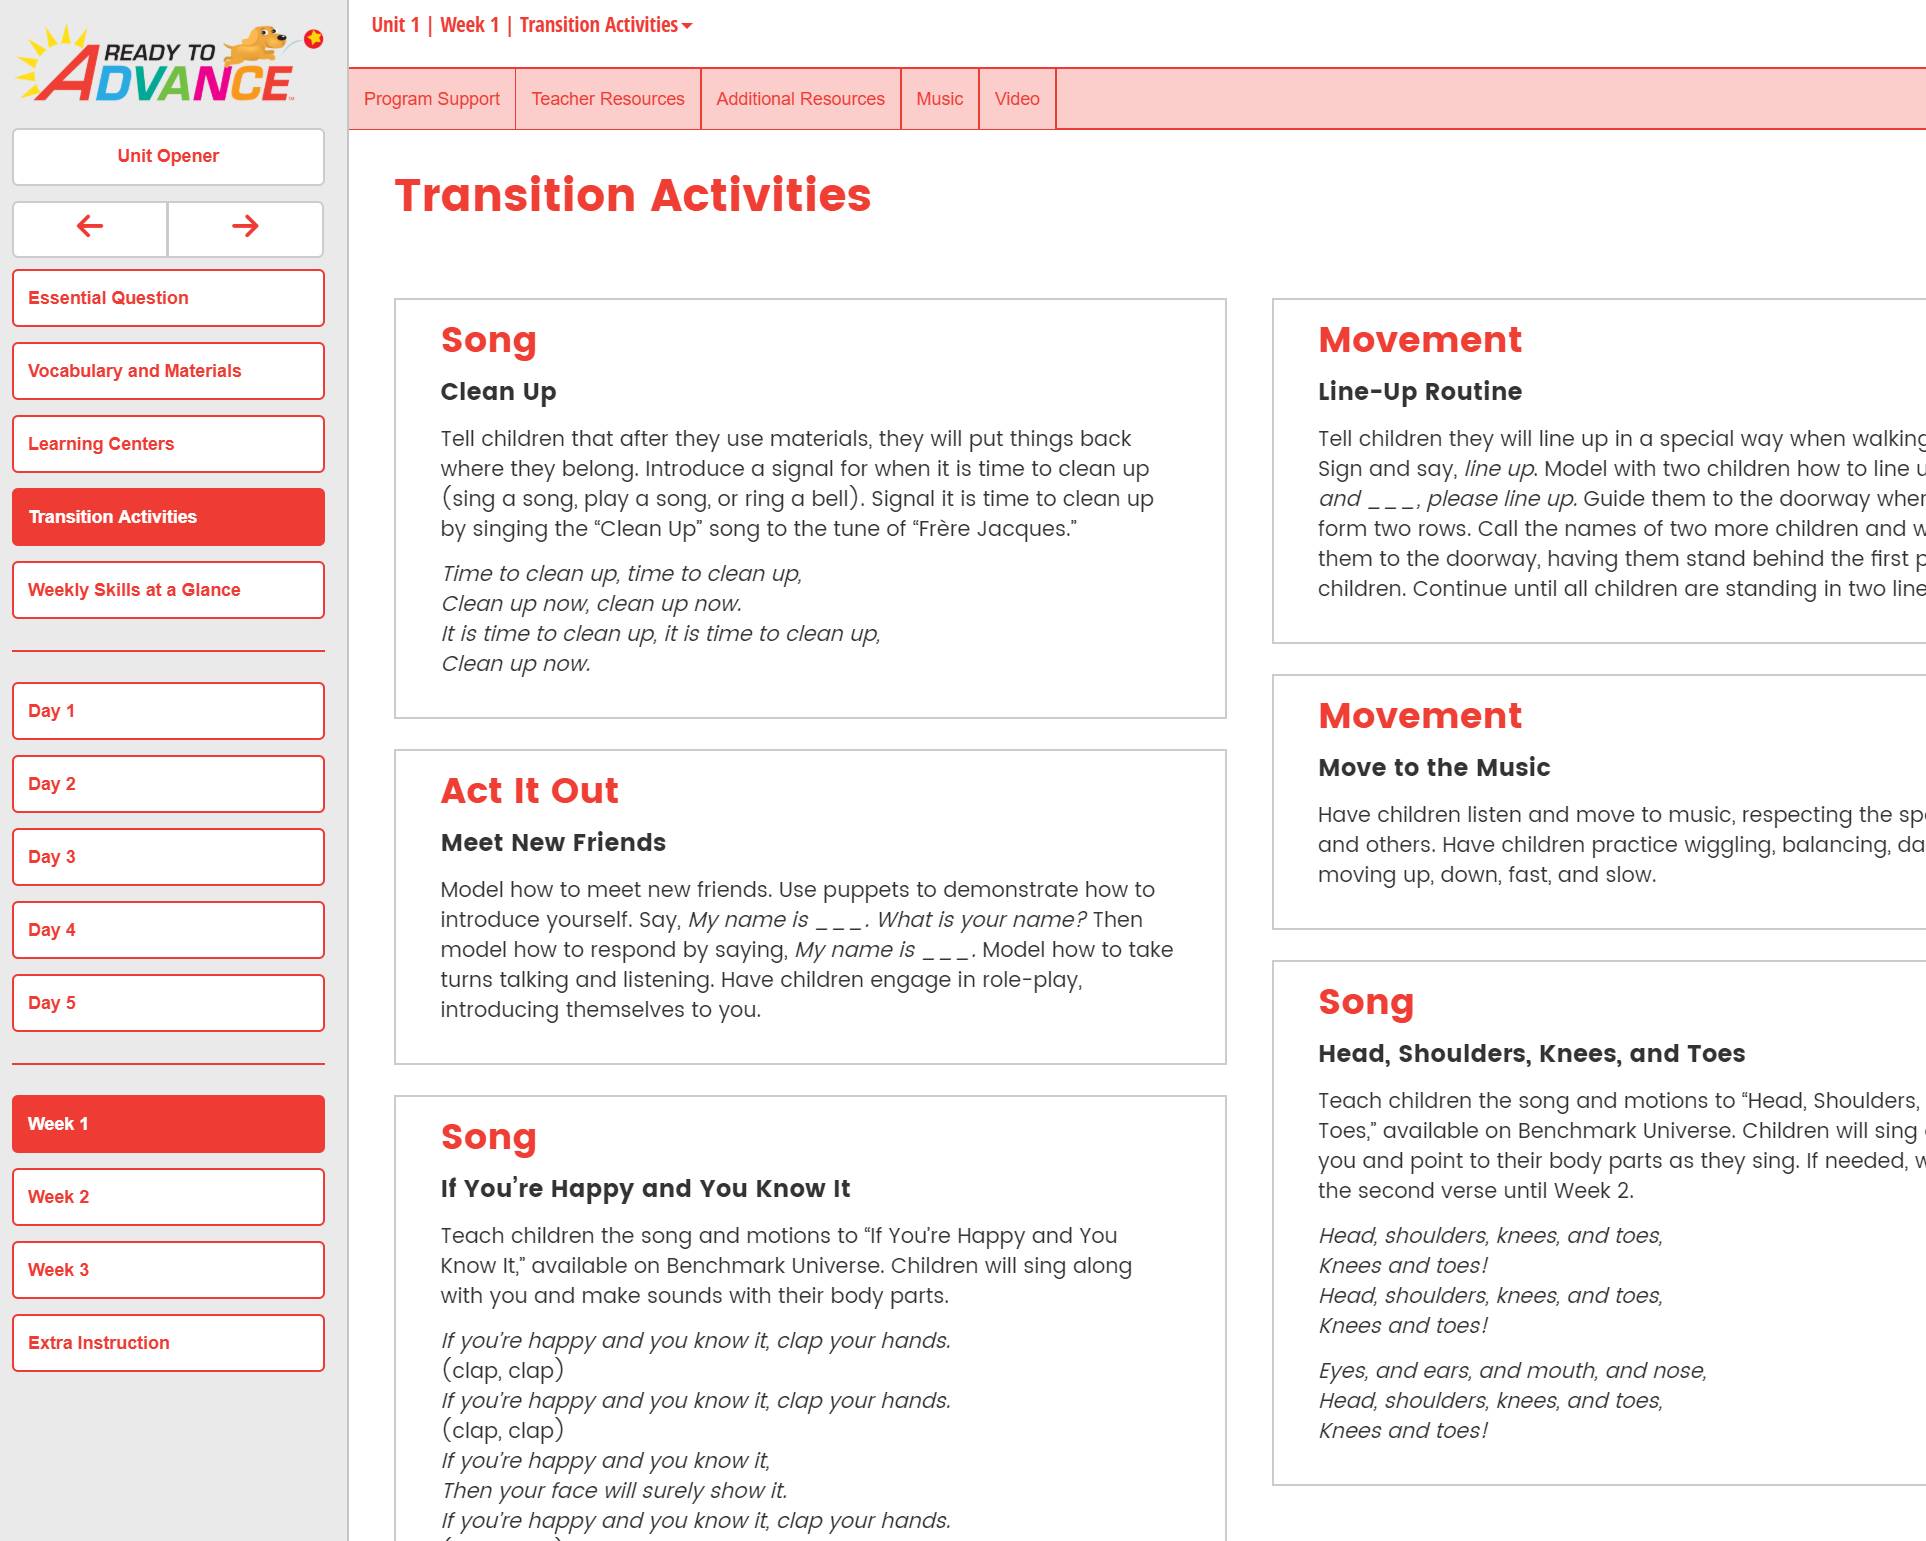 READY TO
ADVANCE
Unit Opener
Essential Question
Vocabulary and Materials
Learning Centers
Transition Activities
Weekly Skills at a Glance
Day 1
Day 2
Day 3
Day 4
Day 5
Week 1
Week 2
Week 3
Extra Instruction
Unit 1 | Week 1 | Transition Activities
Program Support
Teacher Resources
Additional Resources
Music
Video
Transition Activities
Song
Clean Up
Tell children that after they use materials, they will put things back
where they belong. Introduce a signal for when it is time to clean up
(sing a song, play a song, or ring a bell). Signal it is time to clean up
by singing the “Clean Up” song to the tune of “Frère Jacques.”
Time to clean up, time to clean up,
Clean up now, clean up now.
It is time to clean up, it is time to clean up,
Clean up now.
Act It Out
Meet New Friends
Model how to meet new friends. Use puppets to demonstrate how to
introduce yourself. Say, My name is _ _ _. What is your name? Then
model how to respond by saying, My name is _ _ _. Model how to take
turns talking and listening. Have children engage in role-play,
introducing themselves to you.
Song
If You’re Happy and You Know It
Teach children the song and motions to “If You’re Happy and You
Know It,” available on Benchmark Universe. Children will sing along
with you and make sounds with their body parts.
If you’re happy and you know it, clap your hands.
(clap, clap)
If you’re happy and you know it, clap your hands.
(clap, clap)
If you’re happy and you know it,
Then your face will surely show it.
If you’re happy and you know it, clap your hands.
Movement
Line-Up Routine
Tell children they will line up in a special way when walking
Sign and say, line up. Model with two children how to line
and _ _ _, please line up. Guide them to the doorway
form two rows. Call the names of two more children and
them to the doorway, having them stand behind the first
children. Continue until all children are standing in two
Movement
Move to the Music
Have children listen and move to music, respecting the
and others. Have children practice wiggling, balancing,
moving up, down, fast, and slow.
Song
Head, Shoulders, Knees, and Toes
Teach children the song and motions to “Head, Shoulders,
Toes,” available on Benchmark Universe. Children will sing
you and point to their body parts as they sing. If needed,
the second verse until Week 2.
Head, shoulders, knees, and toes,
Knees and toes!
Head, shoulders, knees, and toes,
Knees and toes!
Eyes, and ears, and mouth, and nose,
Head, shoulders, knees, and toes,
Knees and toes!